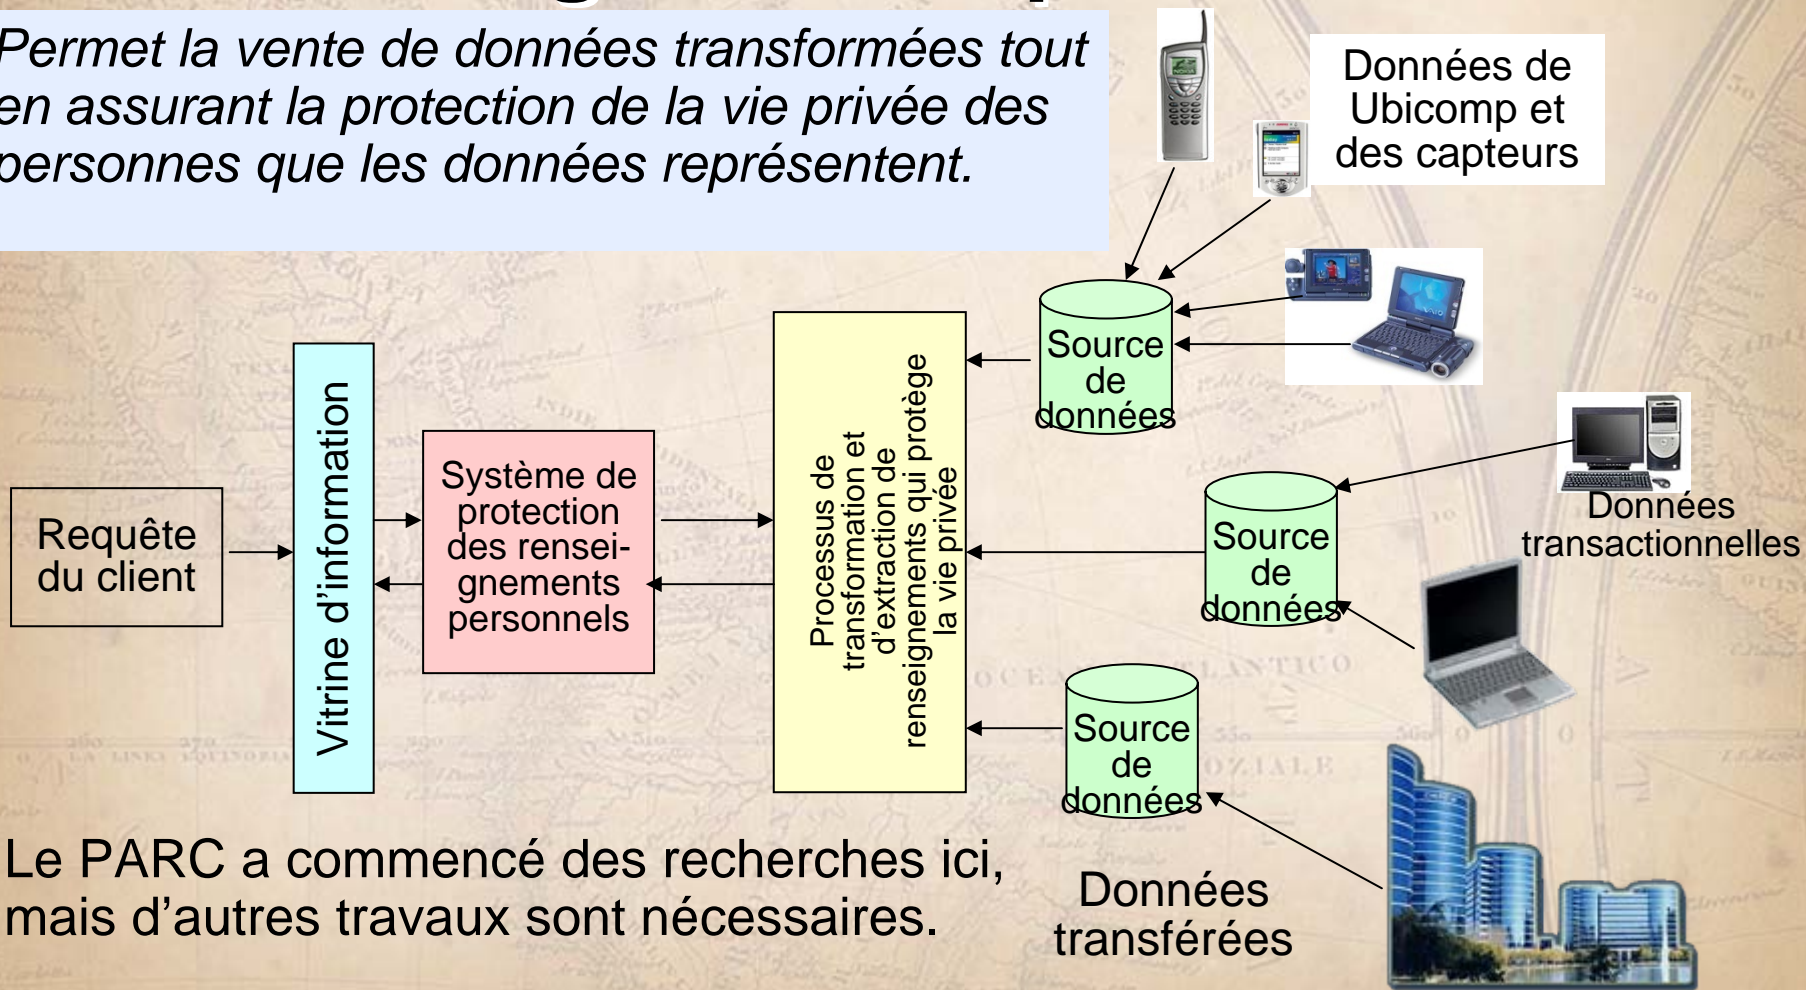 Permet la vente de données transformées tout
en assurant la protection de la vie privée des
personnes que les données représentent.
Données de
Ubicomp et
des capteurs
Source
de
données
Requête
du client
Vitrine d'information
Système de
protection
des rensei-
gnements
personnels
Processus de
transformation et
d'extraction de
renseignements qui protège
la vie privée
Source
de
données
Données
transactionnelles
Source
de
données
Le PARC a commencé des recherches ici,
mais d'autres travaux sont nécessaires.
Données
transférées